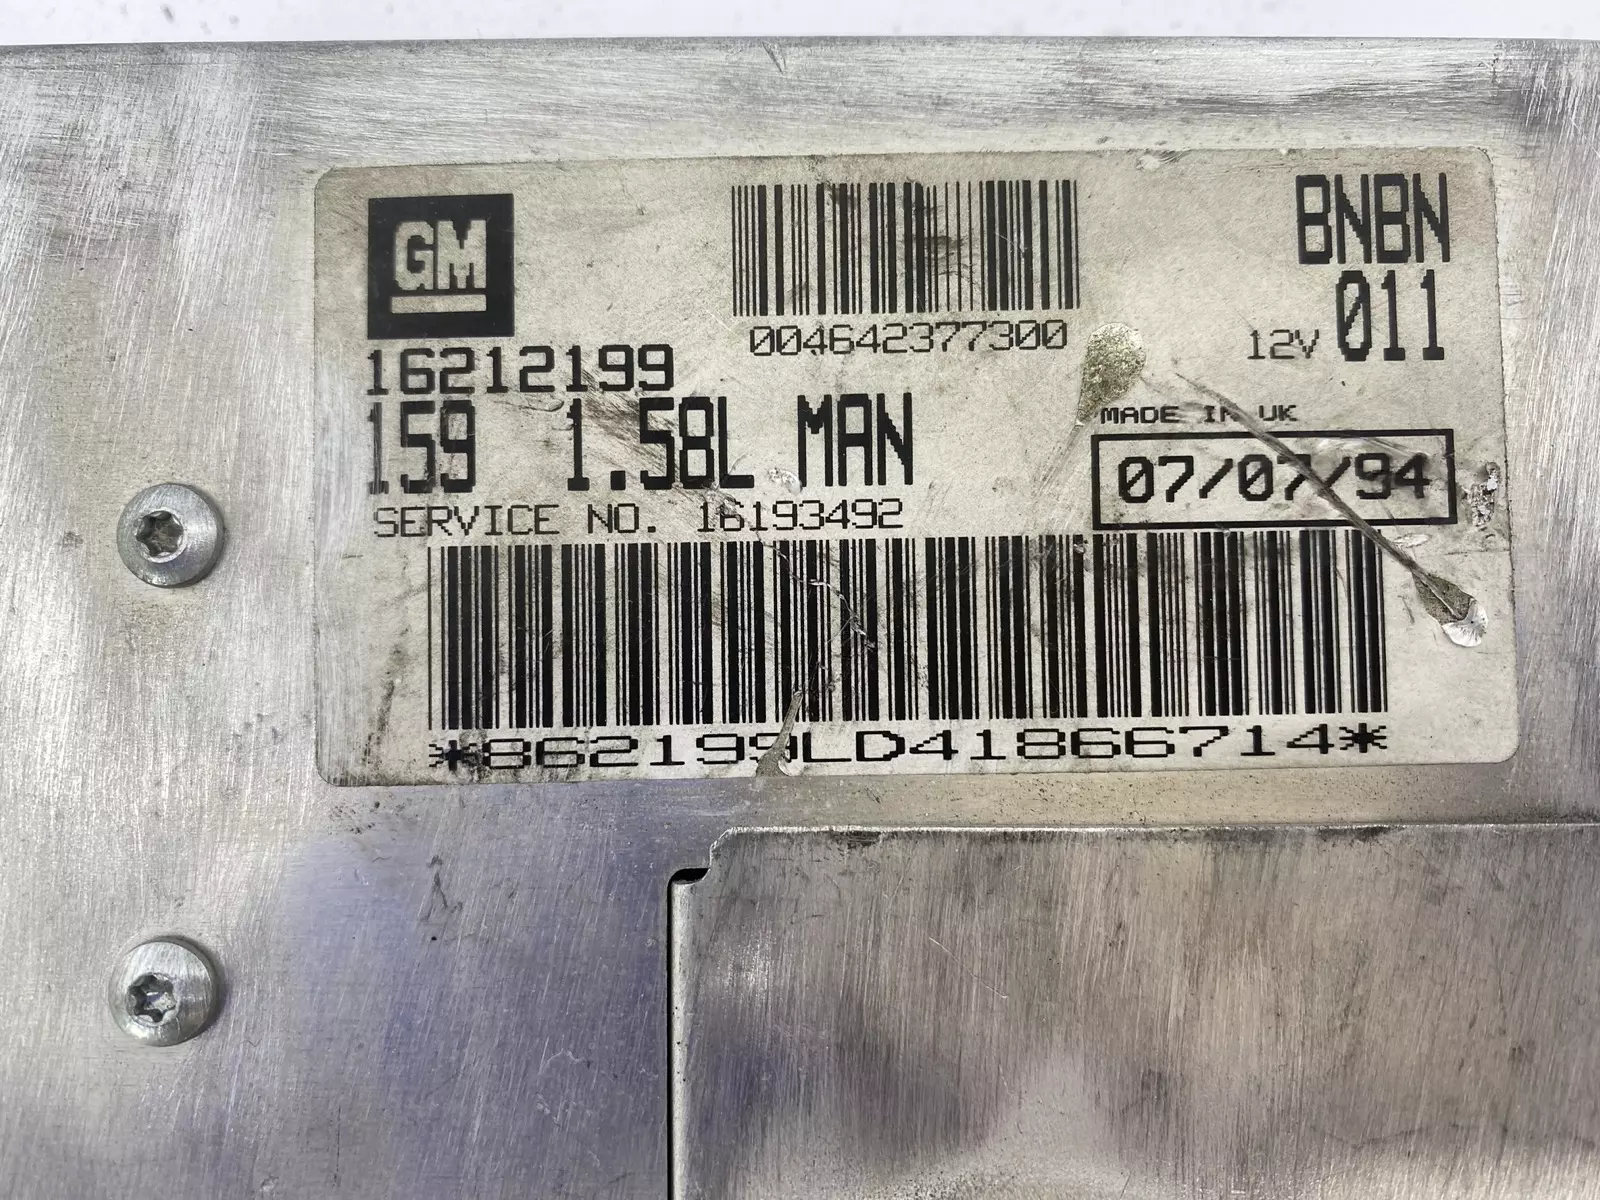 GM
004642377300
BNBN
12V 011
16212199
159 1.58L MAN
MADE IN UK
07/07/94
SERVICE NO. 16193492
*862199LD41866714*